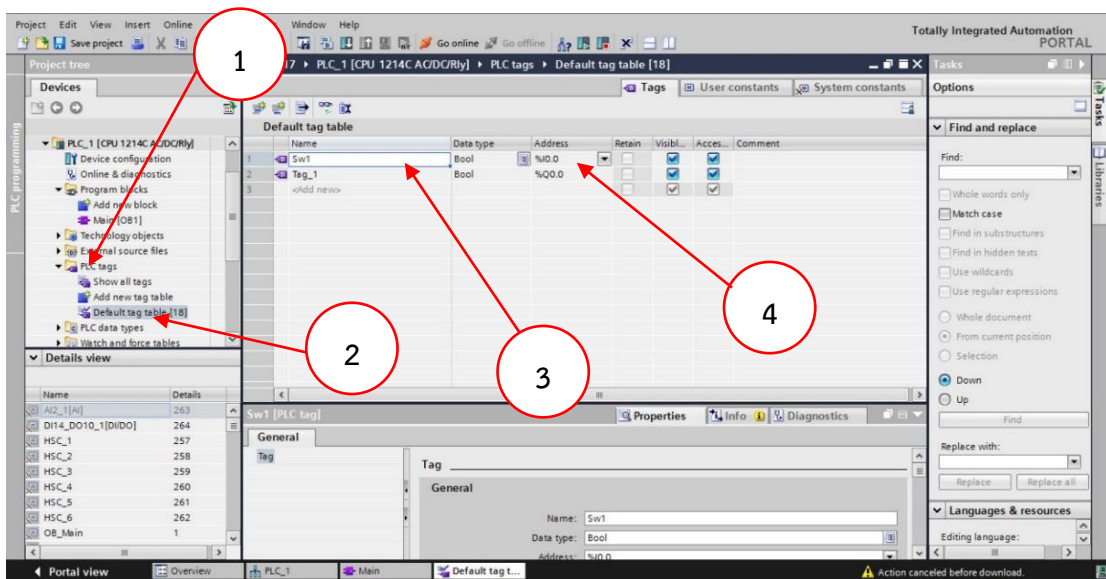 Project Edit View Insert Online Window Help
Totally Integrated Automation
PORTAL
Save project Go online Go offline
Project tree
7 ▸ PLC_1 [CPU 1214C AC/DC/Rly] ▸ PLC tags ▸ Default tag table [18]
Tasks
Devices
Tags User constants System constants
Options
Default tag table
Name Data type Address Retain Visibl... Acces... Comment
1 Sw1 Bool %I0.0
2 Tag_1 Bool %Q0.0
3 <Add new>
PLC_1 [CPU 1214C AC/DC/Rly]
Device configuration
Online & diagnostics
Program blocks
Add new block
Main [OB1]
Technology objects
External source files
PLC tags
Show all tags
Add new tag table
Default tag table [18]
PLC data types
Watch and force tables
PLC programming
1
2
3
4
Details view
Name Details
AI2_1[AI] 263
DI14_DO10_1[DI/DO] 264
HSC_1 257
HSC_2 258
HSC_3 259
HSC_4 260
HSC_5 261
HSC_6 262
OB_Main 1
Sw1 [PLC tag]
Properties Info Diagnostics
General
Tag
Tag
General
Name: Sw1
Data type: Bool
Address: %I0.0
Find and replace
Find:
Whole words only
Match case
Find in substructures
Find in hidden texts
Use wildcards
Use regular expressions
Whole document
From current position
Selection
Down
Up
Find
Replace with:
Replace Replace all
Languages & resources
Editing language:
Tasks
Libraries
Portal view Overview PLC_1 Main Default tag t...
Action canceled before download.